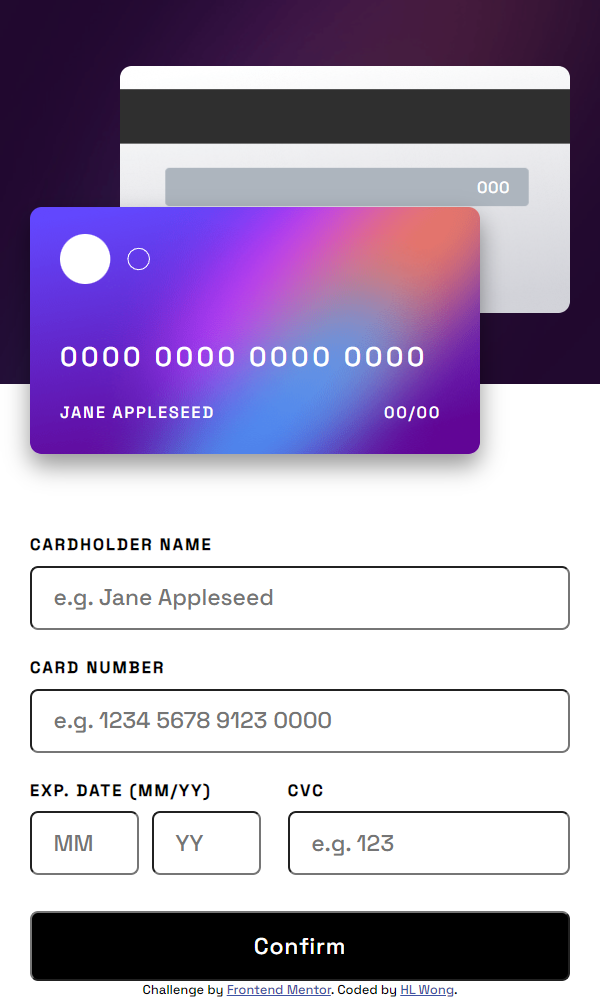 000
0000 0000 0000 0000
JANE APPLESEED 00/00
CARDHOLDER NAME
e.g. Jane Appleseed
CARD NUMBER
e.g. 1234 5678 9123 0000
EXP. DATE (MM/YY) CVC
MM YY e.g. 123
Confirm
Challenge by Frontend Mentor. Coded by HL Wong.